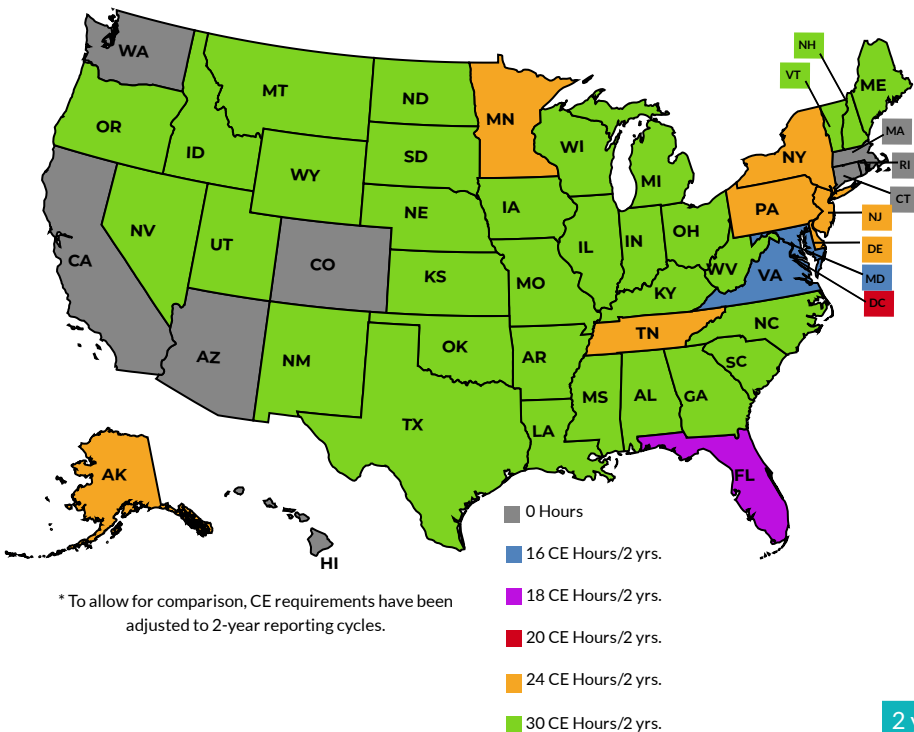 WA
MT
ND
MN
OR
ID
WY
SD
WI
MI
NH
VT
ME
MA
RI
CT
NY
PA
NJ
DE
MD
DC
CA
NV
UT
CO
NE
IA
KS
MO
IL
IN
OH
WV
VA
KY
AZ
NM
OK
AR
TN
NC
SC
TX
LA
MS
AL
GA
FL
AK
HI
0 Hours
16 CE Hours/2 yrs.
18 CE Hours/2 yrs.
20 CE Hours/2 yrs.
24 CE Hours/2 yrs.
30 CE Hours/2 yrs.
* To allow for comparison, CE requirements have been
adjusted to 2-year reporting cycles.
2